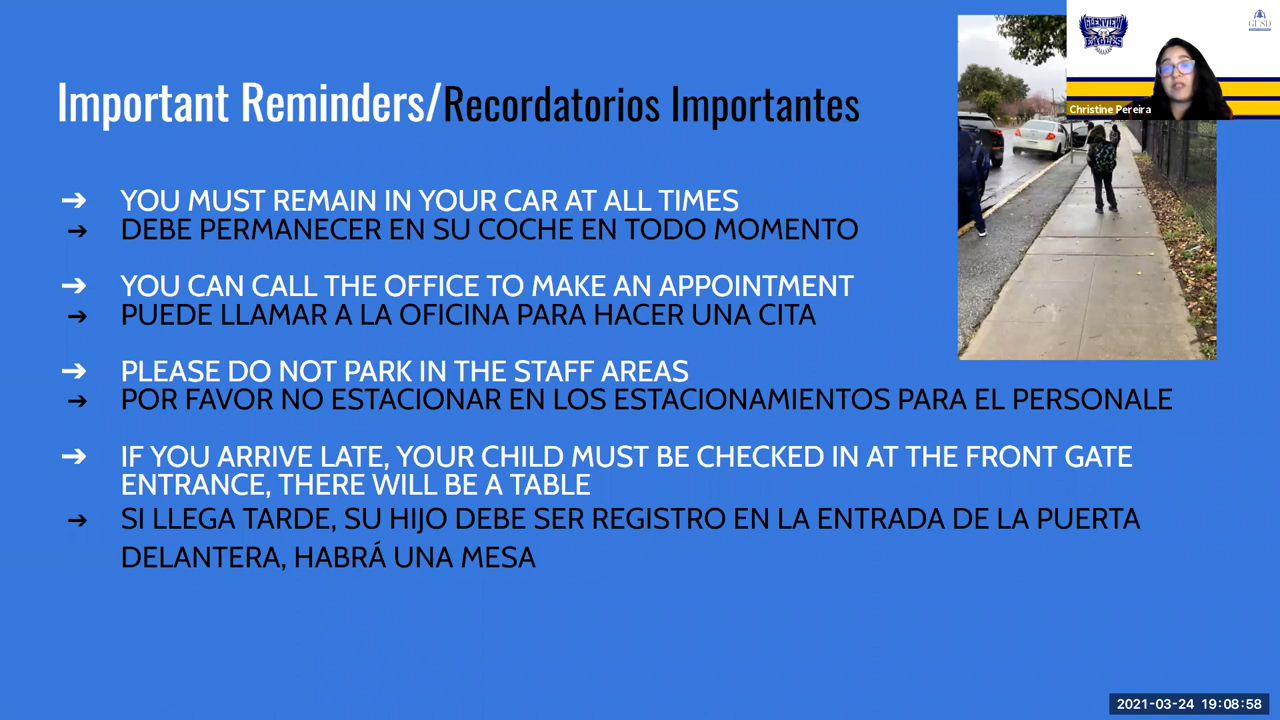 GLENVIEW
EAGLES
GUSD
Christine Pereira
Important Reminders/Recordatorios Importantes
➔ YOU MUST REMAIN IN YOUR CAR AT ALL TIMES
➔ DEBE PERMANECER EN SU COCHE EN TODO MOMENTO
➔ YOU CAN CALL THE OFFICE TO MAKE AN APPOINTMENT
➔ PUEDE LLAMAR A LA OFICINA PARA HACER UNA CITA
➔ PLEASE DO NOT PARK IN THE STAFF AREAS
➔ POR FAVOR NO ESTACIONAR EN LOS ESTACIONAMIENTOS PARA EL PERSONALE
➔ IF YOU ARRIVE LATE, YOUR CHILD MUST BE CHECKED IN AT THE FRONT GATE
ENTRANCE, THERE WILL BE A TABLE
➔ SI LLEGA TARDE, SU HIJO DEBE SER REGISTRO EN LA ENTRADA DE LA PUERTA
DELANTERA, HABRÁ UNA MESA
2021-03-24 19:08:58